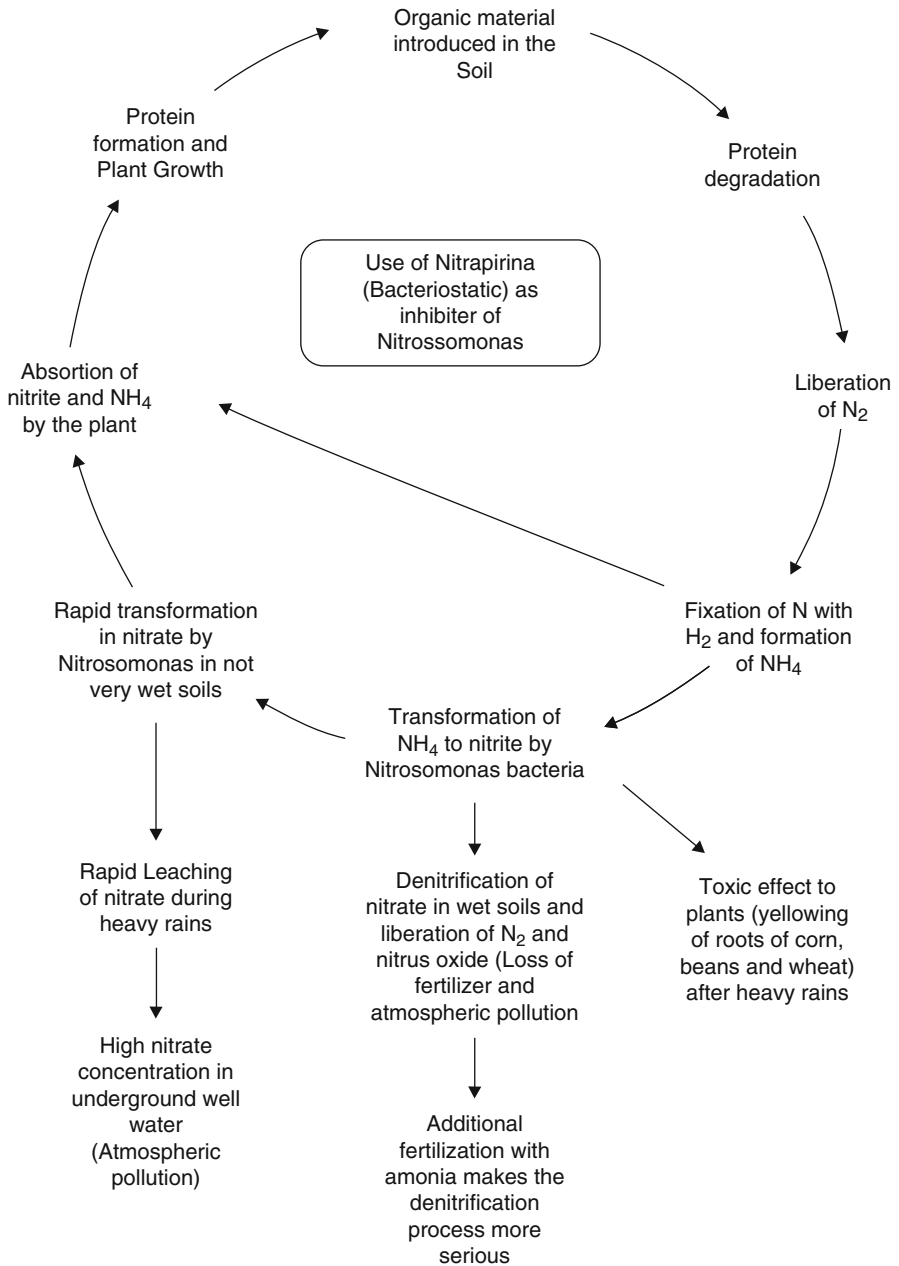 Organic material
introduced in the
Soil
Protein
degradation
Liberation
of N2
Fixation of N with
H2 and formation
of NH4
Transformation of
NH4 to nitrite by
Nitrosomonas bacteria
Toxic effect to
plants (yellowing
of roots of corn,
beans and wheat)
after heavy rains
Denitrification of
nitrate in wet soils and
liberation of N2 and
nitrus oxide (Loss of
fertilizer and
atmospheric pollution
Additional
fertilization with
amonia makes the
denitrification
process more
serious
Rapid transformation
in nitrate by
Nitrosomonas in not
very wet soils
Rapid Leaching
of nitrate during
heavy rains
High nitrate
concentration in
underground well
water
(Atmospheric
pollution)
Absortion of
nitrite and NH4
by the plant
Protein
formation and
Plant Growth
Use of Nitrapirina
(Bacteriostatic) as
inhibiter of
Nitrossomonas